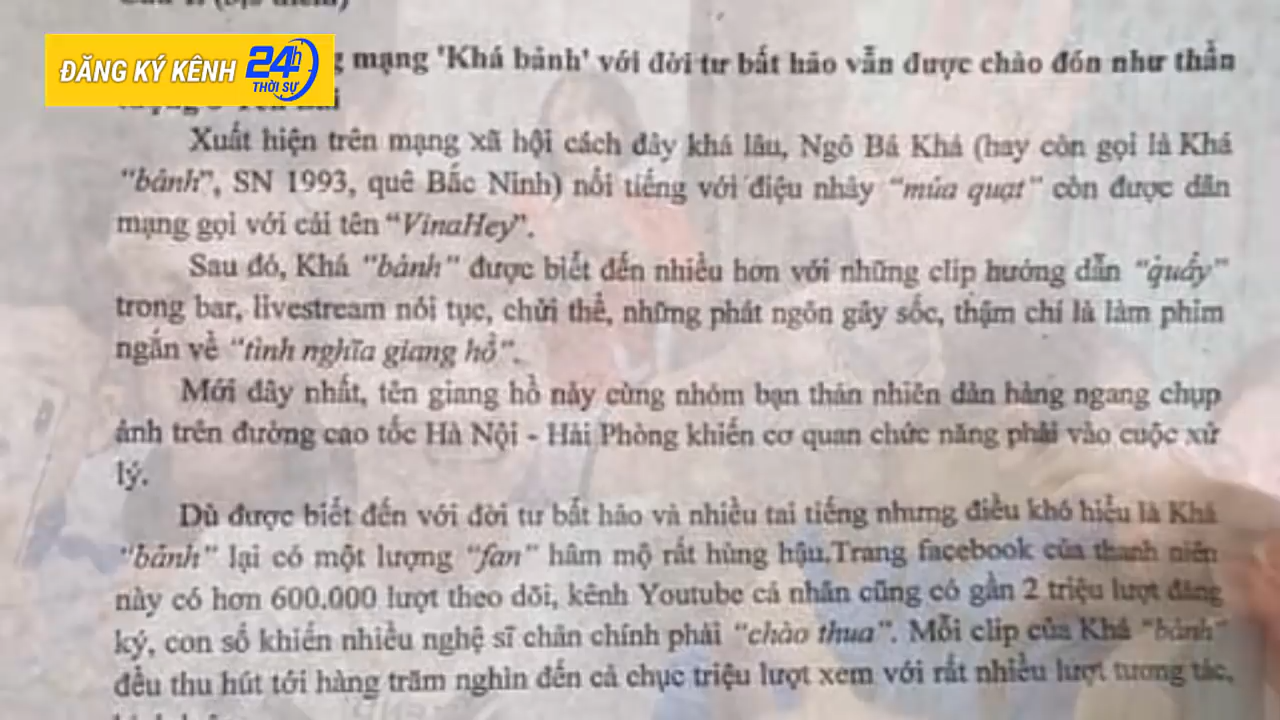 ĐĂNG KÝ KÊNH 24h THỜI SỰ
mạng 'Khá bảnh' với đời tư bất hảo vẫn được chào đón như thần
Xuất hiện trên mạng xã hội cách đây khá lâu, Ngô Bá Khá (hay còn gọi là Khá
“bảnh”, SN 1993, quê Bắc Ninh) nổi tiếng với điệu nhảy “múa quạt” còn được dân
mạng gọi với cái tên “VinaHey”.
Sau đó, Khá “bảnh” được biết đến nhiều hơn với những clip hướng dẫn “quẩy”
trong bar, livestream nói tục, chửi thề, những phát ngôn gây sốc, thậm chí là làm phim
ngắn về “tình nghĩa giang hồ”.
Mới đây nhất, tên giang hồ này cùng nhóm bạn thản nhiên dàn hàng ngang chụp
ảnh trên đường cao tốc Hà Nội - Hải Phòng khiến cơ quan chức năng phải vào cuộc xử
lý.
Dù được biết đến với đời tư bất hảo và nhiều tai tiếng nhưng điều khó hiểu là Khá
“bảnh” lại có một lượng “fan” hâm mộ rất hùng hậu.Trang facebook của thanh niên
này có hơn 600.000 lượt theo dõi, kênh Youtube cá nhân cũng có gần 2 triệu lượt đăng
ký, con số khiến nhiều nghệ sĩ chân chính phải “chào thua”. Mỗi clip của Khá “bảnh”
đều thu hút tới hàng trăm nghìn đến cả chục triệu lượt xem với rất nhiều lượt tương tác,